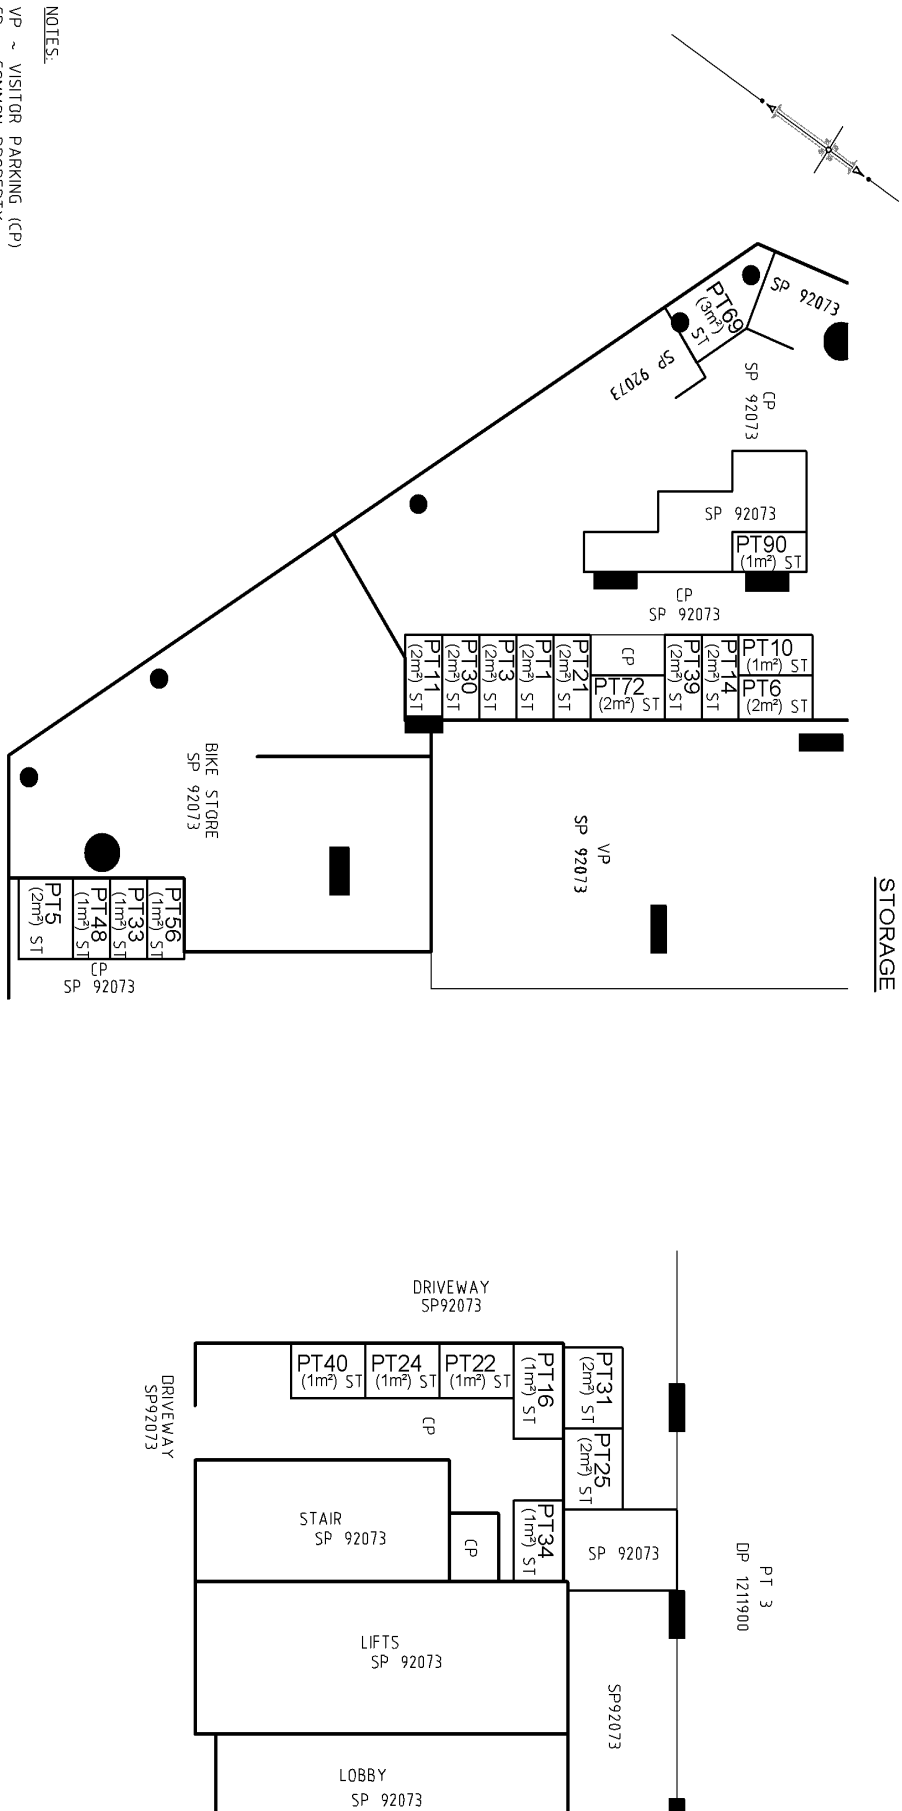 NOTES:
VP ~ VISITOR PARKING (CP)
SP 92073
PT69
(3m²) ST
SP 92073
CP
SP 92073
SP 92073
PT90
(1m²) ST
CP
SP 92073
PT11
(2m²) ST
PT30
(2m²) ST
PT3
(2m²) ST
PT1
(2m²) ST
PT21
(2m²) ST
CP
PT72
(2m²) ST
PT39
(2m²) ST
PT14
(2m²) ST
PT10
(1m²) ST
PT6
(2m²) ST
BIKE STORE
SP 92073
VP
SP 92073
STORAGE
PT5
(2m²) ST
PT48
(1m²) ST
PT33
(1m²) ST
PT56
(1m²) ST
CP
SP 92073
DRIVEWAY
SP92073
DRIVEWAY
SP92073
PT40
(1m²) ST
PT24
(1m²) ST
PT22
(1m²) ST
PT16
(1m²) ST
PT31
(2m²) ST
PT25
(2m²) ST
CP
STAIR
SP 92073
CP
PT34
(1m²) ST
SP 92073
PT 3
DP 1211900
LIFTS
SP 92073
SP92073
LOBBY
SP 92073